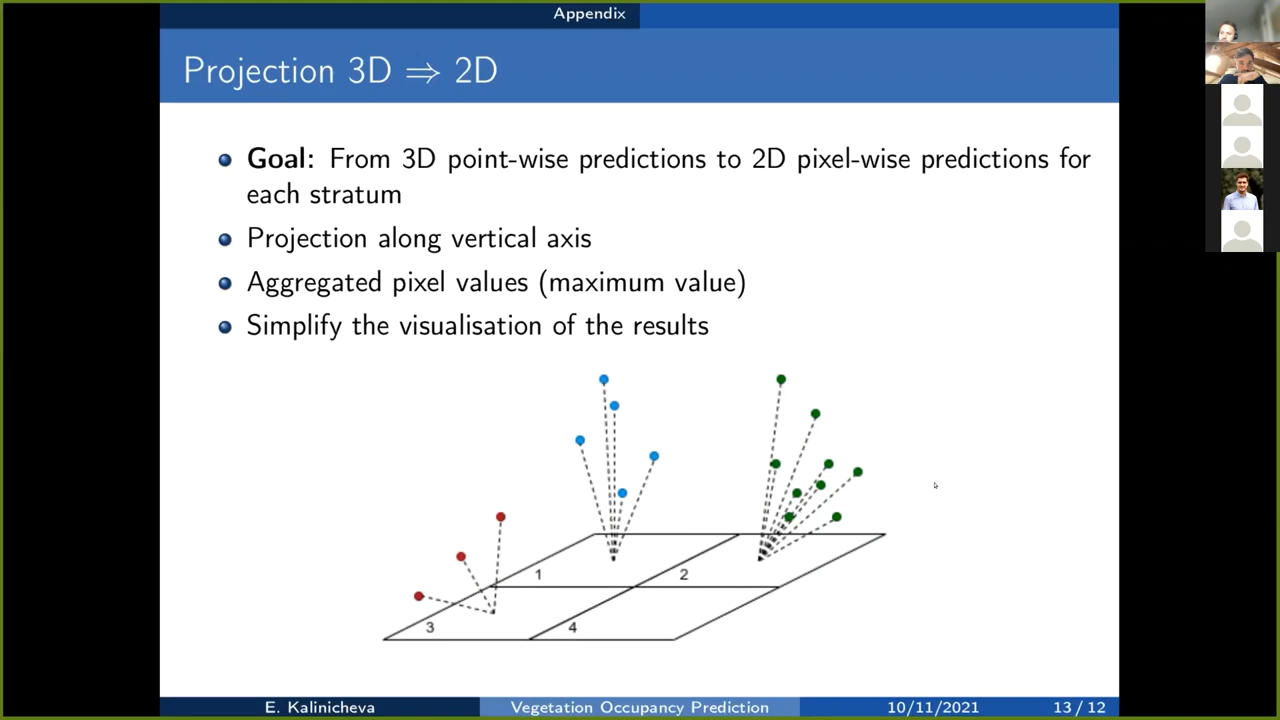 Appendix
Projection 3D ⇒ 2D
Goal: From 3D point-wise predictions to 2D pixel-wise predictions for
each stratum
Projection along vertical axis
Aggregated pixel values (maximum value)
Simplify the visualisation of the results
1
2
3
4
E. Kalinicheva
Vegetation Occupancy Prediction
10/11/2021
13 / 12